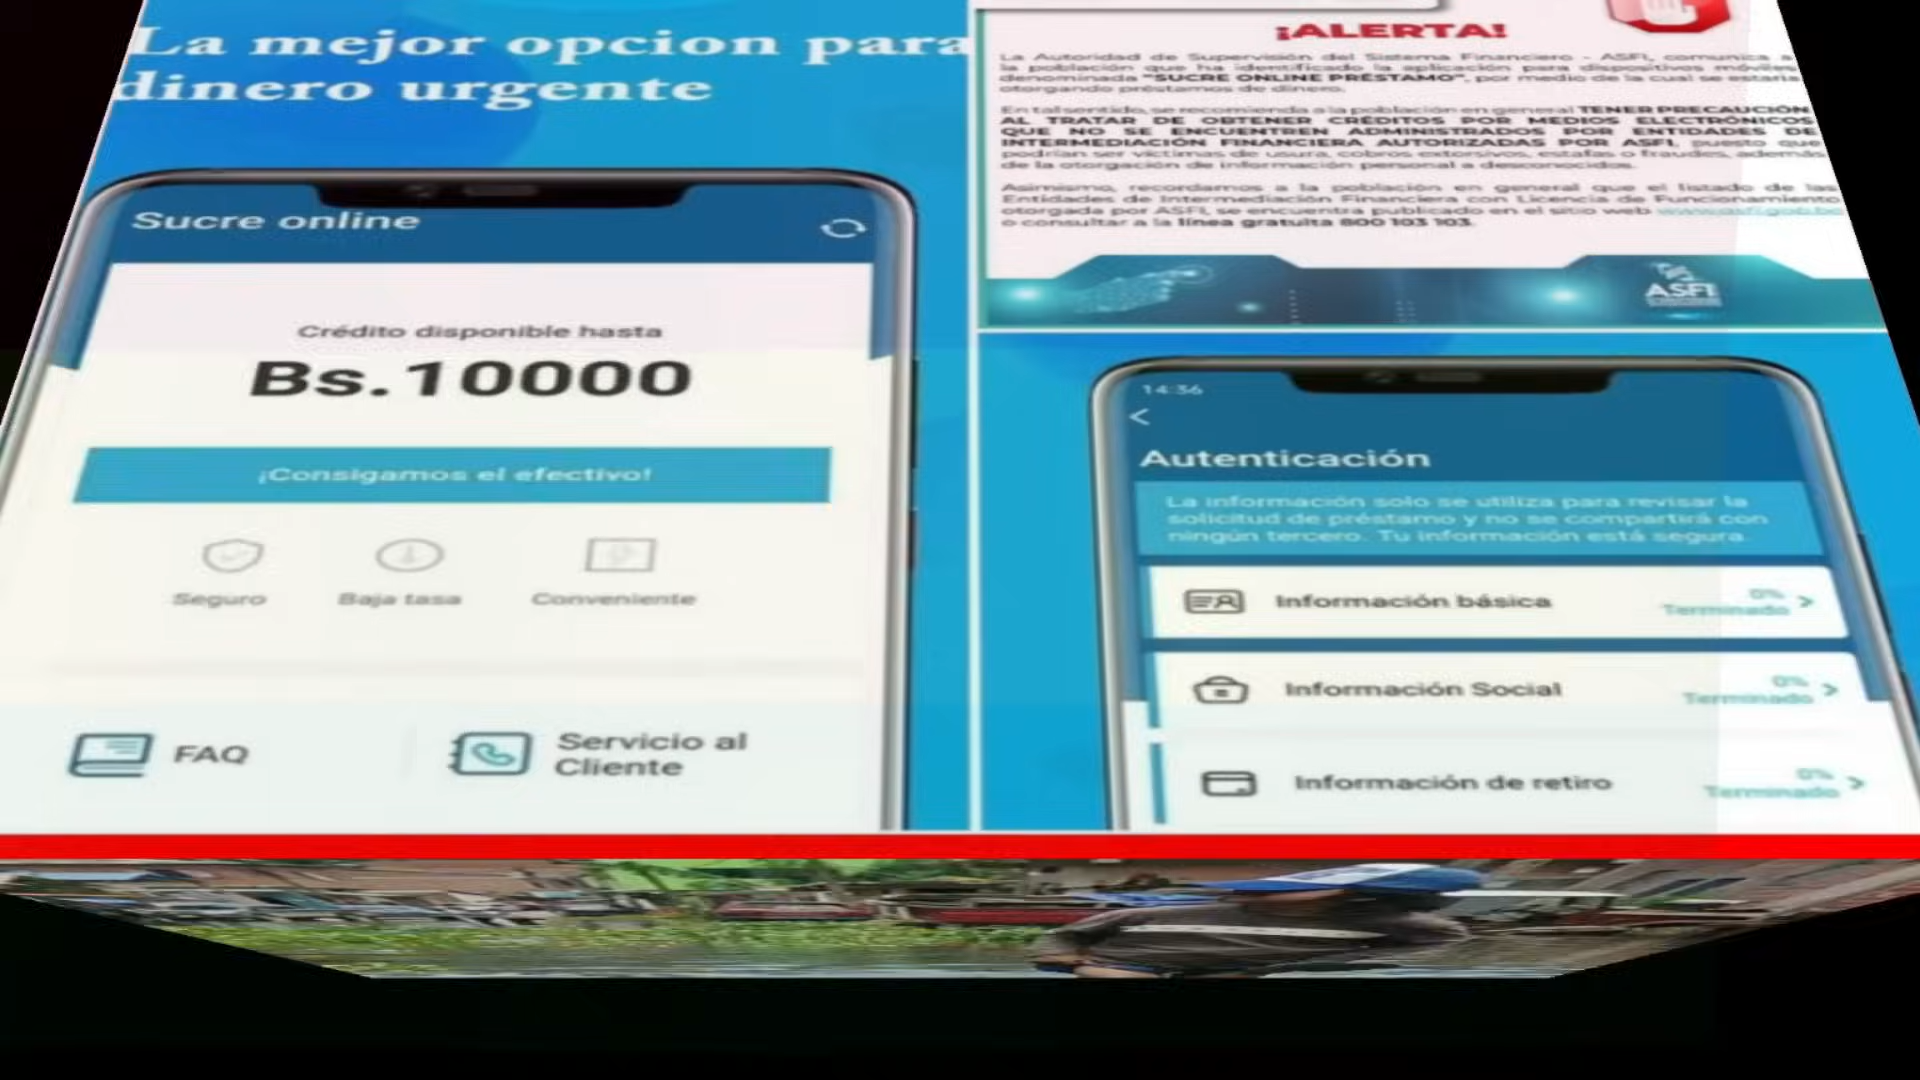 La mejor opcion para
dinero urgente
Sucre online
Crédito disponible hasta
Bs.10000
¡Consigamos el efectivo!
Seguro
Baja tasa
Conveniente
FAQ
Servicio al
Cliente
¡ALERTA!
La Autoridad de Supervisión del Sistema Financiero - ASFI, comunica a
la población que ha identificado la aplicación para dispositivos móviles
denominada "SUCRE ONLINE PRÉSTAMO", por medio de la cual se estaría
otorgando préstamos de dinero.
En tal sentido, se recomienda a la población en general TENER PRECAUCIÓN
AL TRATAR DE OBTENER CRÉDITOS POR MEDIOS ELECTRÓNICOS
QUE NO SE ENCUENTREN ADMINISTRADOS POR ENTIDADES DE
INTERMEDIACIÓN FINANCIERA AUTORIZADAS POR ASFI, puesto que
podrían ser víctimas de usura, cobros extorsivos, estafas o fraudes, además
de la otorgación de información personal a desconocidos.
Asimismo, recordamos a la población en general que el listado de las
Entidades de Intermediación Financiera con Licencia de Funcionamiento
otorgada por ASFI, se encuentra publicado en el sitio web www.asfi.gob.bo
o consultar a la línea gratuita 800 103 103.
ASFI
14:36
Autenticación
La información solo se utiliza para revisar la
solicitud de préstamo y no se compartirá con
ningún tercero. Tu información está segura.
Información básica
0%
Terminado
Información Social
0%
Terminado
Información de retiro
0%
Terminado